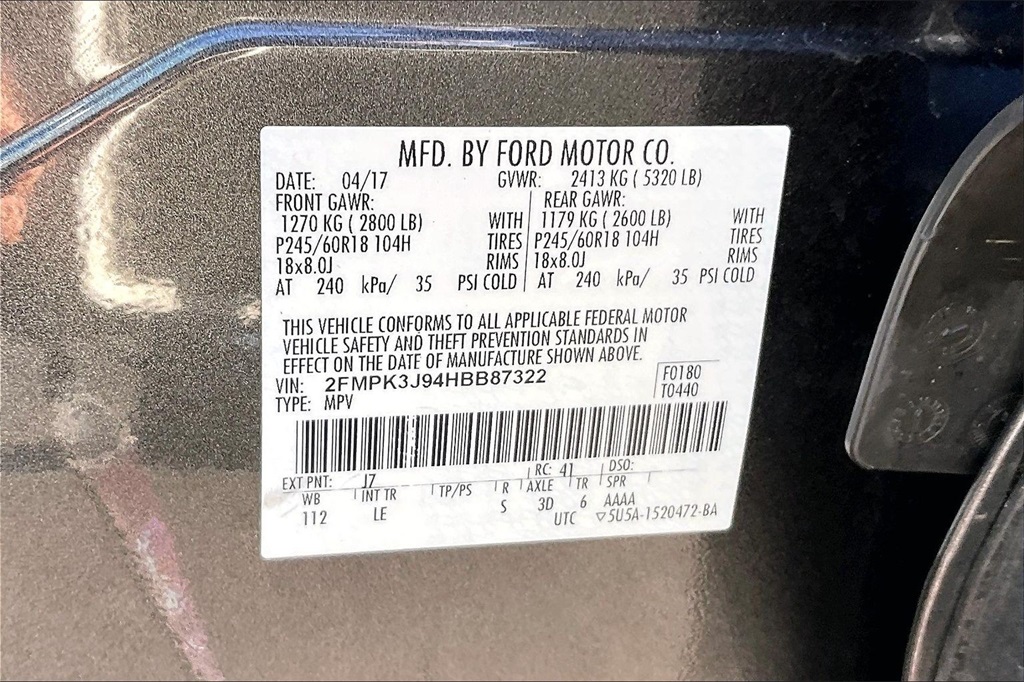 MFD. BY FORD MOTOR CO.
DATE: 04/17 GVWR: 2413 KG ( 5320 LB)
FRONT GAWR: REAR GAWR:
1270 KG ( 2800 LB) WITH 1179 KG ( 2600 LB) WITH
P245/60R18 104H TIRES P245/60R18 104H TIRES
18x8.0J RIMS 18x8.0J RIMS
AT 240 kPa/ 35 PSI COLD AT 240 kPa/ 35 PSI COLD
THIS VEHICLE CONFORMS TO ALL APPLICABLE FEDERAL MOTOR
VEHICLE SAFETY AND THEFT PREVENTION STANDARDS IN
EFFECT ON THE DATE OF MANUFACTURE SHOWN ABOVE.
VIN: 2FMPK3J94HBB87322 F0180
TYPE: MPV T0440
EXT PNT: J7 RC: 41 DSO:
WB INT TR TP/PS R AXLE TR SPR
112 LE S 3D 6 AAAA
UTC ▽5U5A-1520472-BA